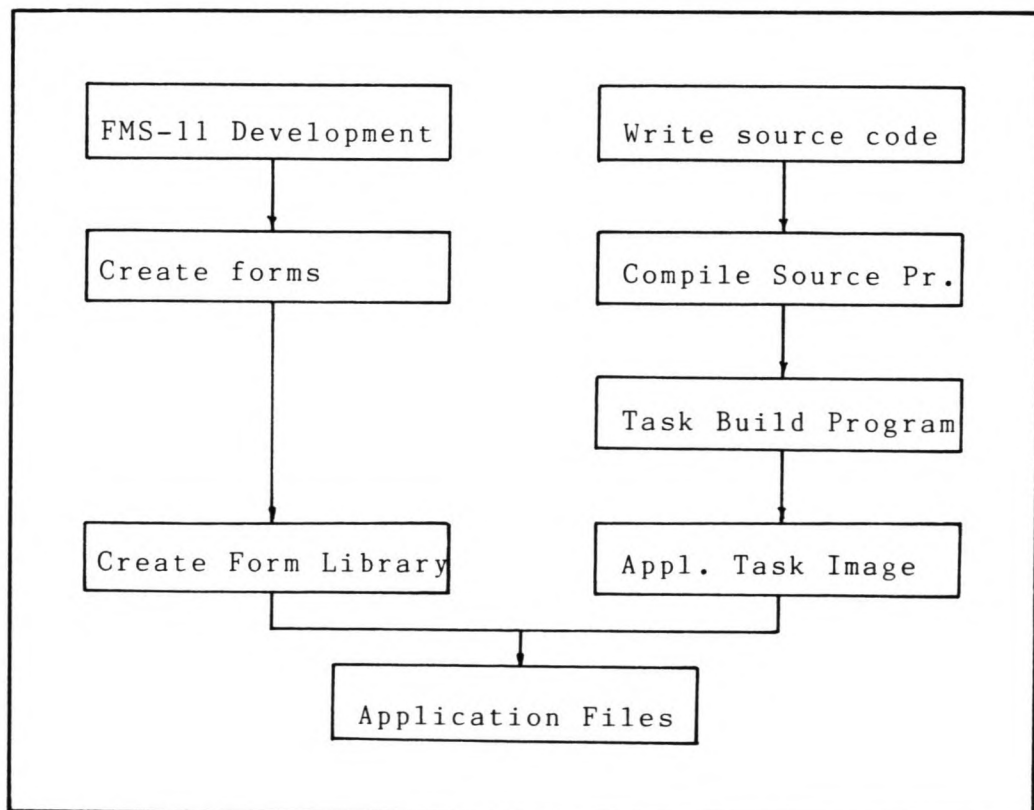 FMS-11 Development
Write source code
Create forms
Compile Source Pr.
Task Build Program
Create Form Library
Appl. Task Image
Application Files